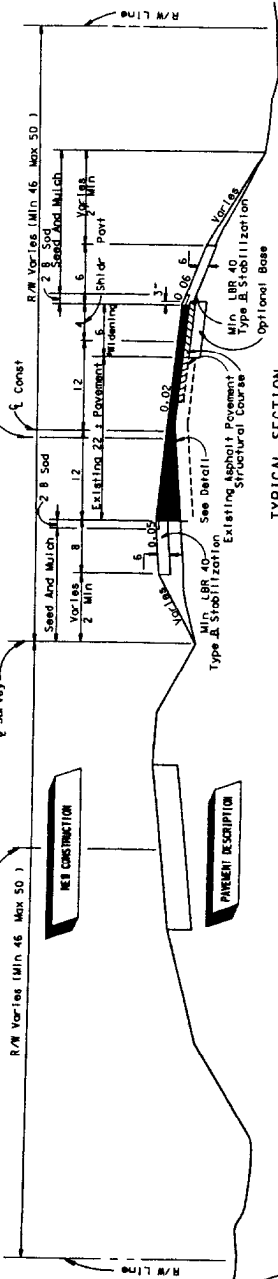 R/W Varies (Min 46 Max 50 )
R/W Varies (Min 46 Max 50 )
R/W Line
R/W Line
℄ Survey
℄ Const
2 B Sod
Seed And Mulch
Varies
2 Min
8
12
12
Existing 22 ± Pavement
1
4
6
Widening
6
Shldr Pavt
2 B Sod
Seed And Mulch
Varies
2 Min
NEW CONSTRUCTION
PAVEMENT DESCRIPTION
Varies
6
0.05
Min LBR 40
Type B Stabilization
See Detail
0.02
Existing Asphalt Pavement
Structural Course
3"
0.06
6
Varies
Min LBR 40
Type B Stabilization
Optional Base
TYPICAL SECTION